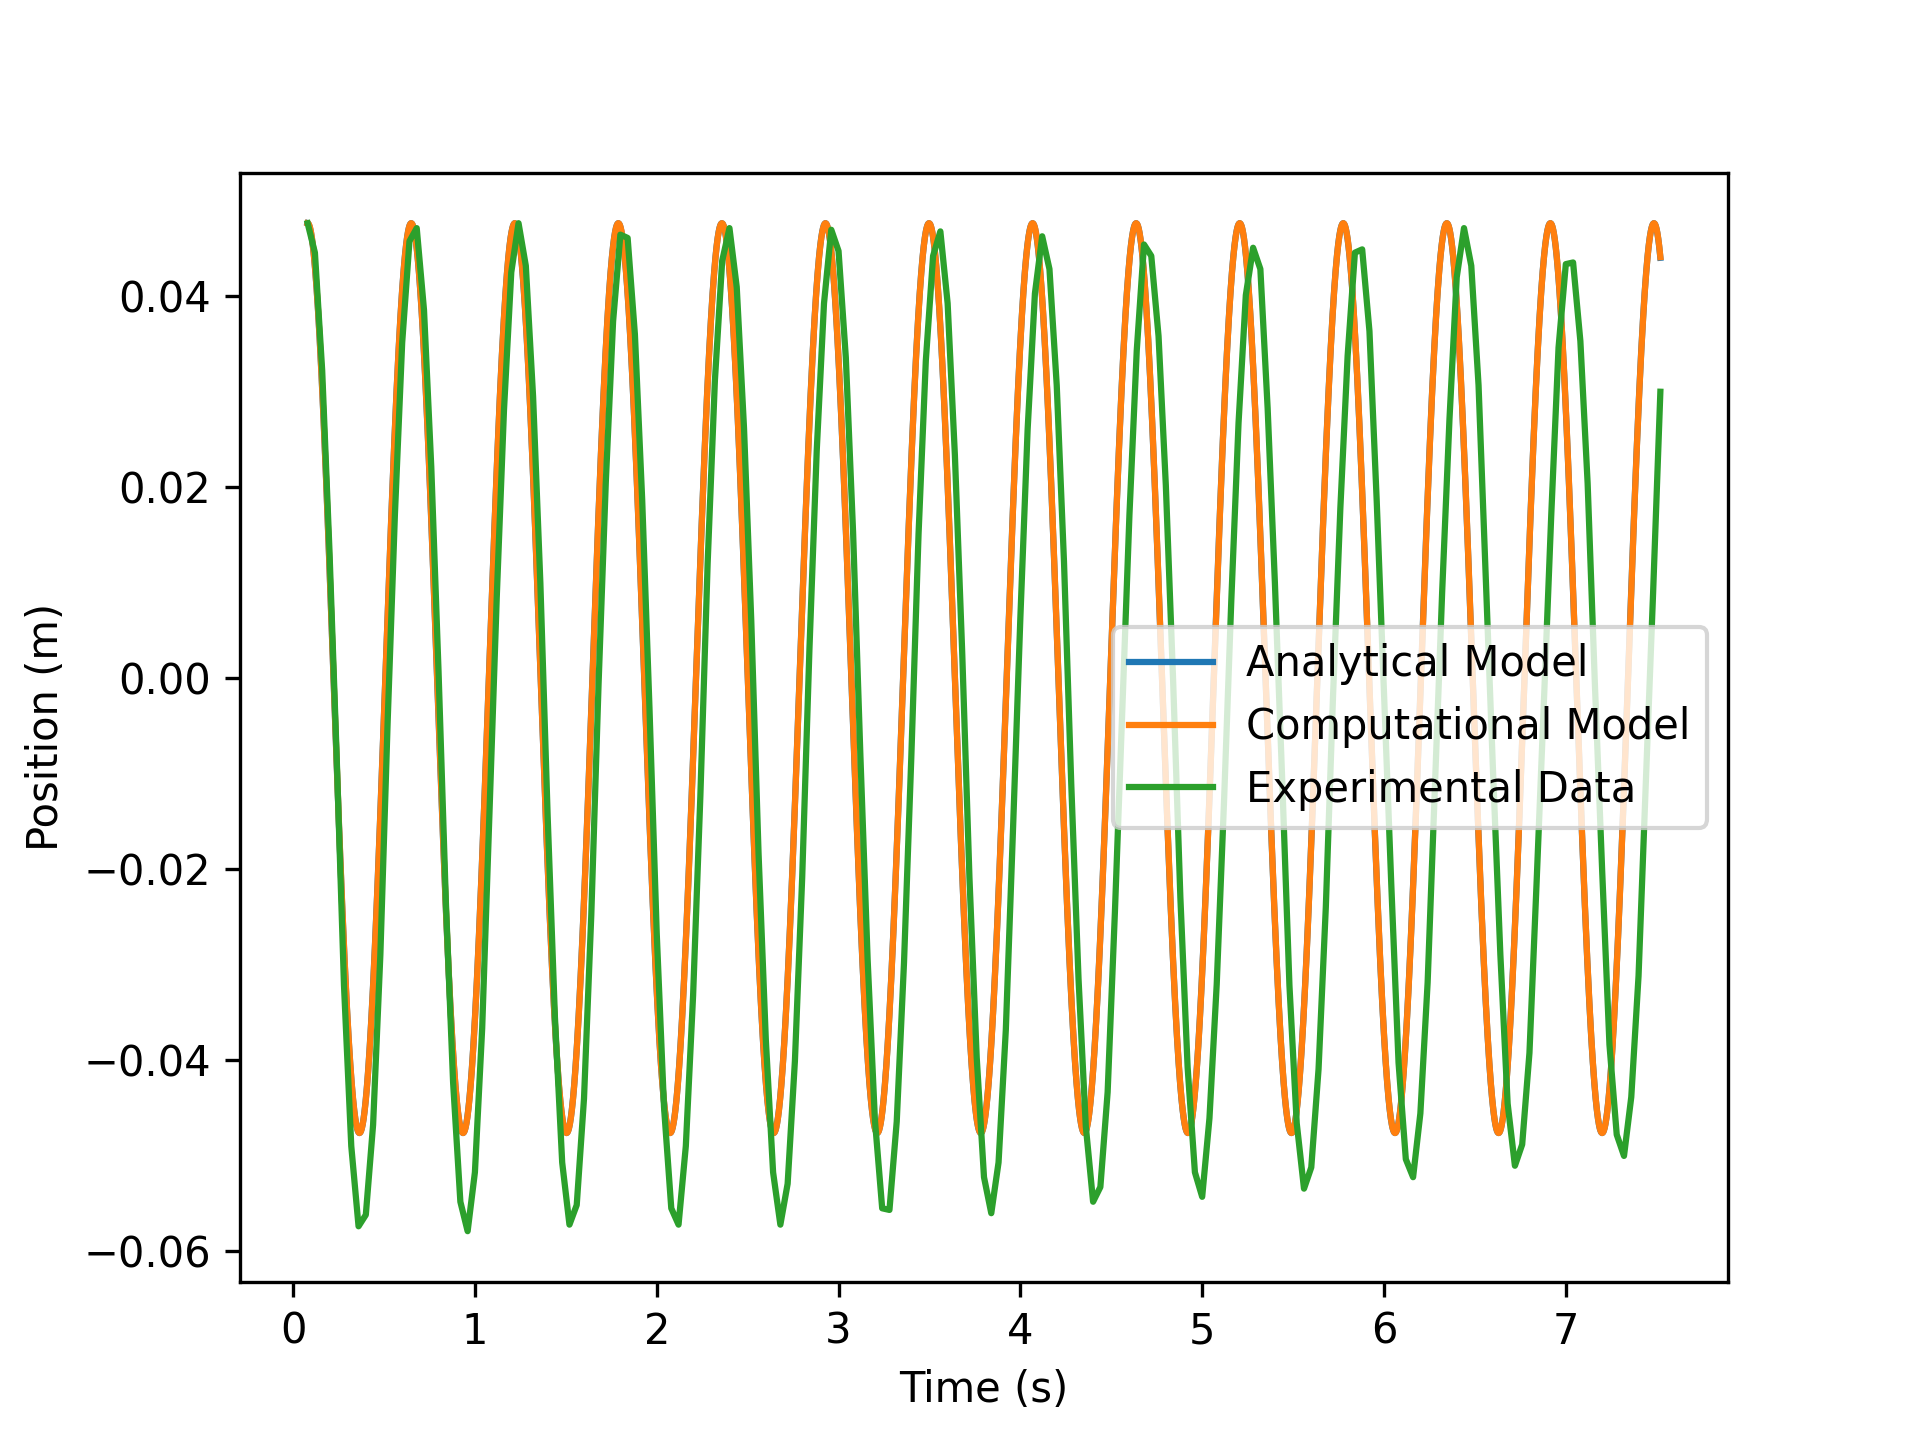 Position (m)
0.04
0.02
0.00
−0.02
−0.04
−0.06
Analytical Model
Computational Model
Experimental Data
0 1 2 3 4 5 6 7
Time (s)